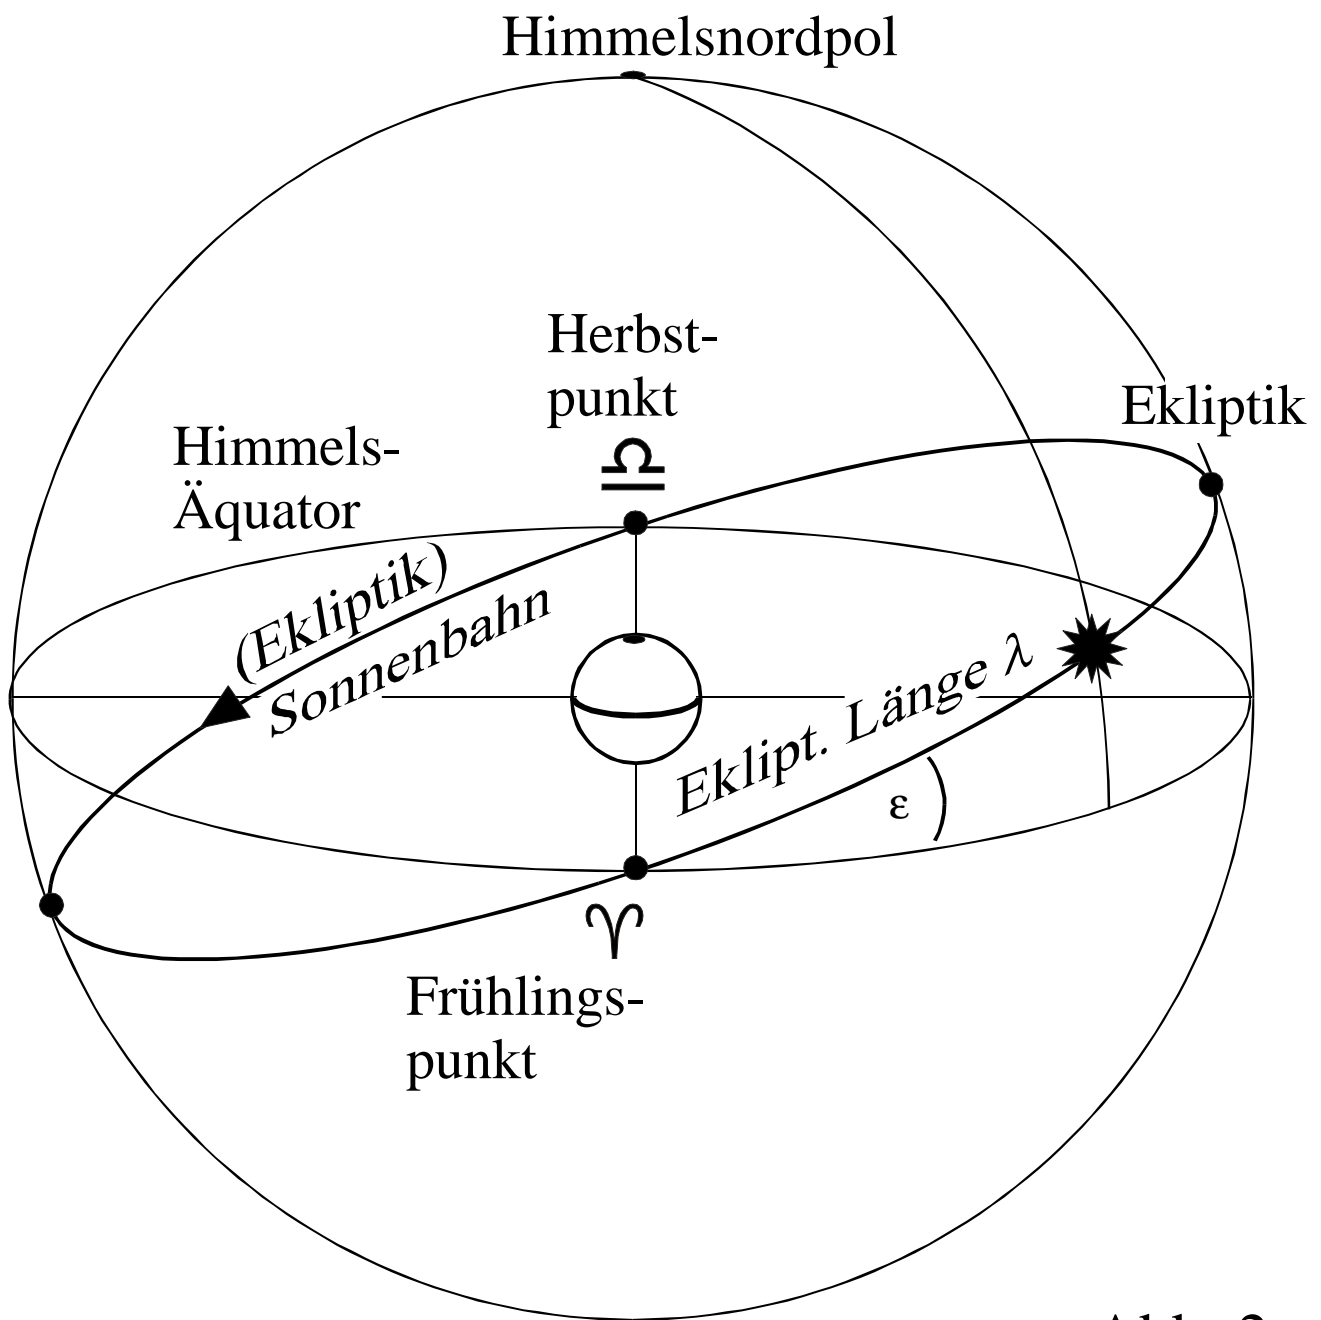 Himmelsnordpol
Herbst-
punkt
♎
Ekliptik
Himmels-
Äquator
(Ekliptik)
Sonnenbahn
Eklipt. Länge λ
ε
♈
Frühlings-
punkt